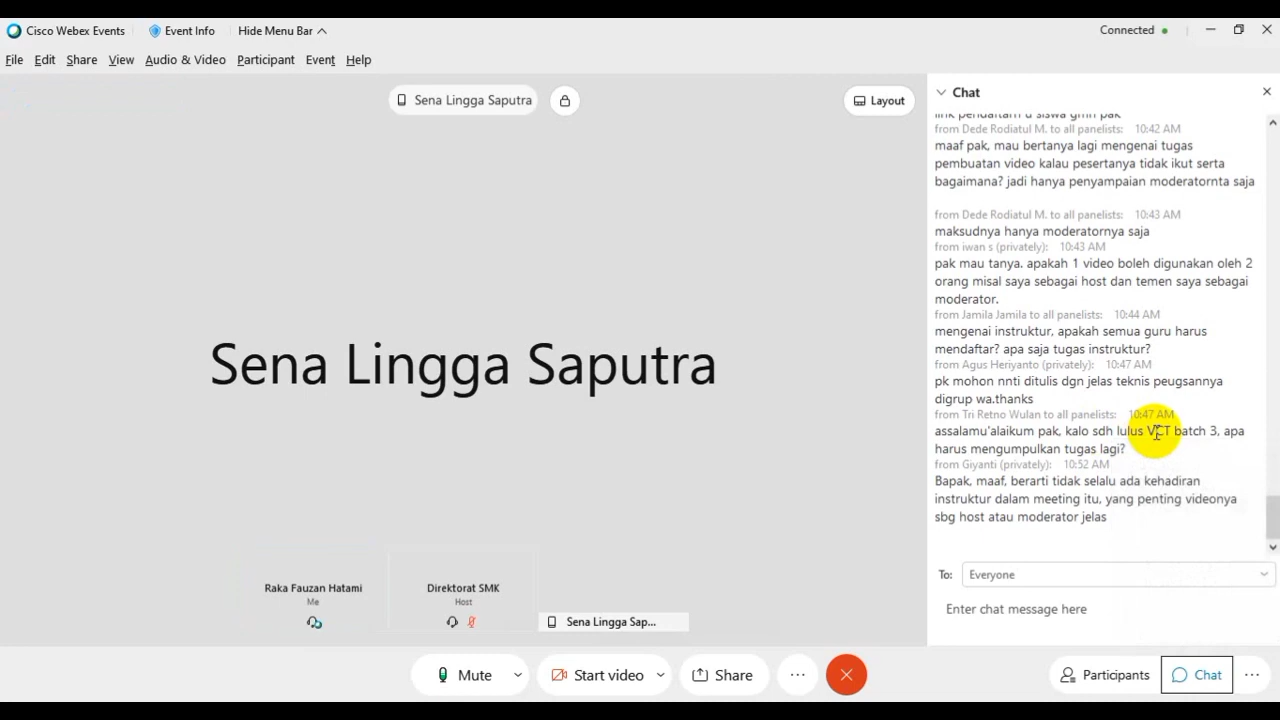 Cisco Webex Events
Event Info
Hide Menu Bar
Connected
File Edit Share View Audio & Video Participant Event Help
Sena Lingga Saputra
Layout
Chat
link pendaftarn u siswa gmn pak
from Dede Rodiatul M. to all panelists: 10:42 AM
maaf pak, mau bertanya lagi mengenai tugas
pembuatan video kalau pesertanya tidak ikut serta
bagaimana? jadi hanya penyampaian moderatornta saja
from Dede Rodiatul M. to all panelists: 10:43 AM
maksudnya hanya moderatornya saja
from iwan s (privately): 10:43 AM
pak mau tanya. apakah 1 video boleh digunakan oleh 2
orang misal saya sebagai host dan temen saya sebagai
moderator.
from Jamila Jamila to all panelists: 10:44 AM
mengenai instruktur, apakah semua guru harus
mendaftar? apa saja tugas instruktur?
from Agus Heriyanto (privately): 10:47 AM
pk mohon nnti ditulis dgn jelas teknis peugsannya
digrup wa.thanks
from Tri Retno Wulan to all panelists: 10:47 AM
assalamu'alaikum pak, kalo sdh lulus VCT batch 3, apa
harus mengumpulkan tugas lagi?
from Giyanti (privately): 10:52 AM
Bapak, maaf, berarti tidak selalu ada kehadiran
instruktur dalam meeting itu, yang penting videonya
sbg host atau moderator jelas
To: Everyone
Enter chat message here
Sena Lingga Saputra
Raka Fauzan Hatami
Me
Direktorat SMK
Host
Sena Lingga Sap...
Mute
Start video
Share
Participants
Chat